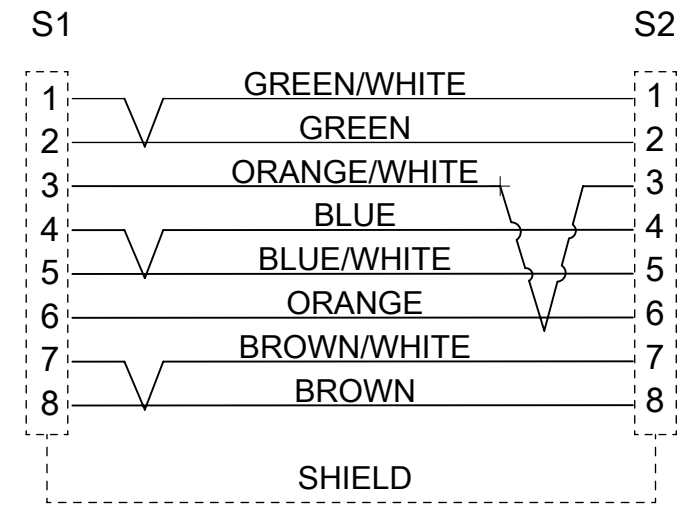 S1 S2
1 GREEN/WHITE 1
2 GREEN 2
3 ORANGE/WHITE 3
4 BLUE 4
5 BLUE/WHITE 5
6 ORANGE 6
7 BROWN/WHITE 7
8 BROWN 8
SHIELD